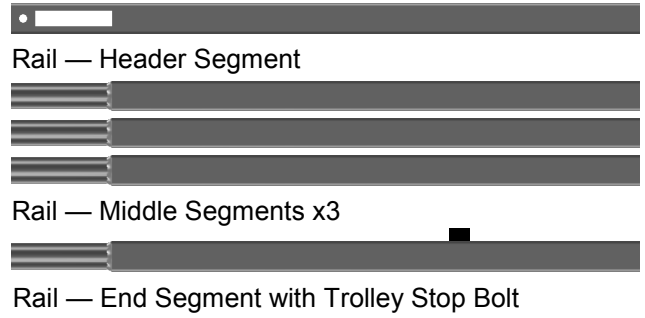 Rail — Header Segment
Rail — Middle Segments x3
Rail — End Segment with Trolley Stop Bolt